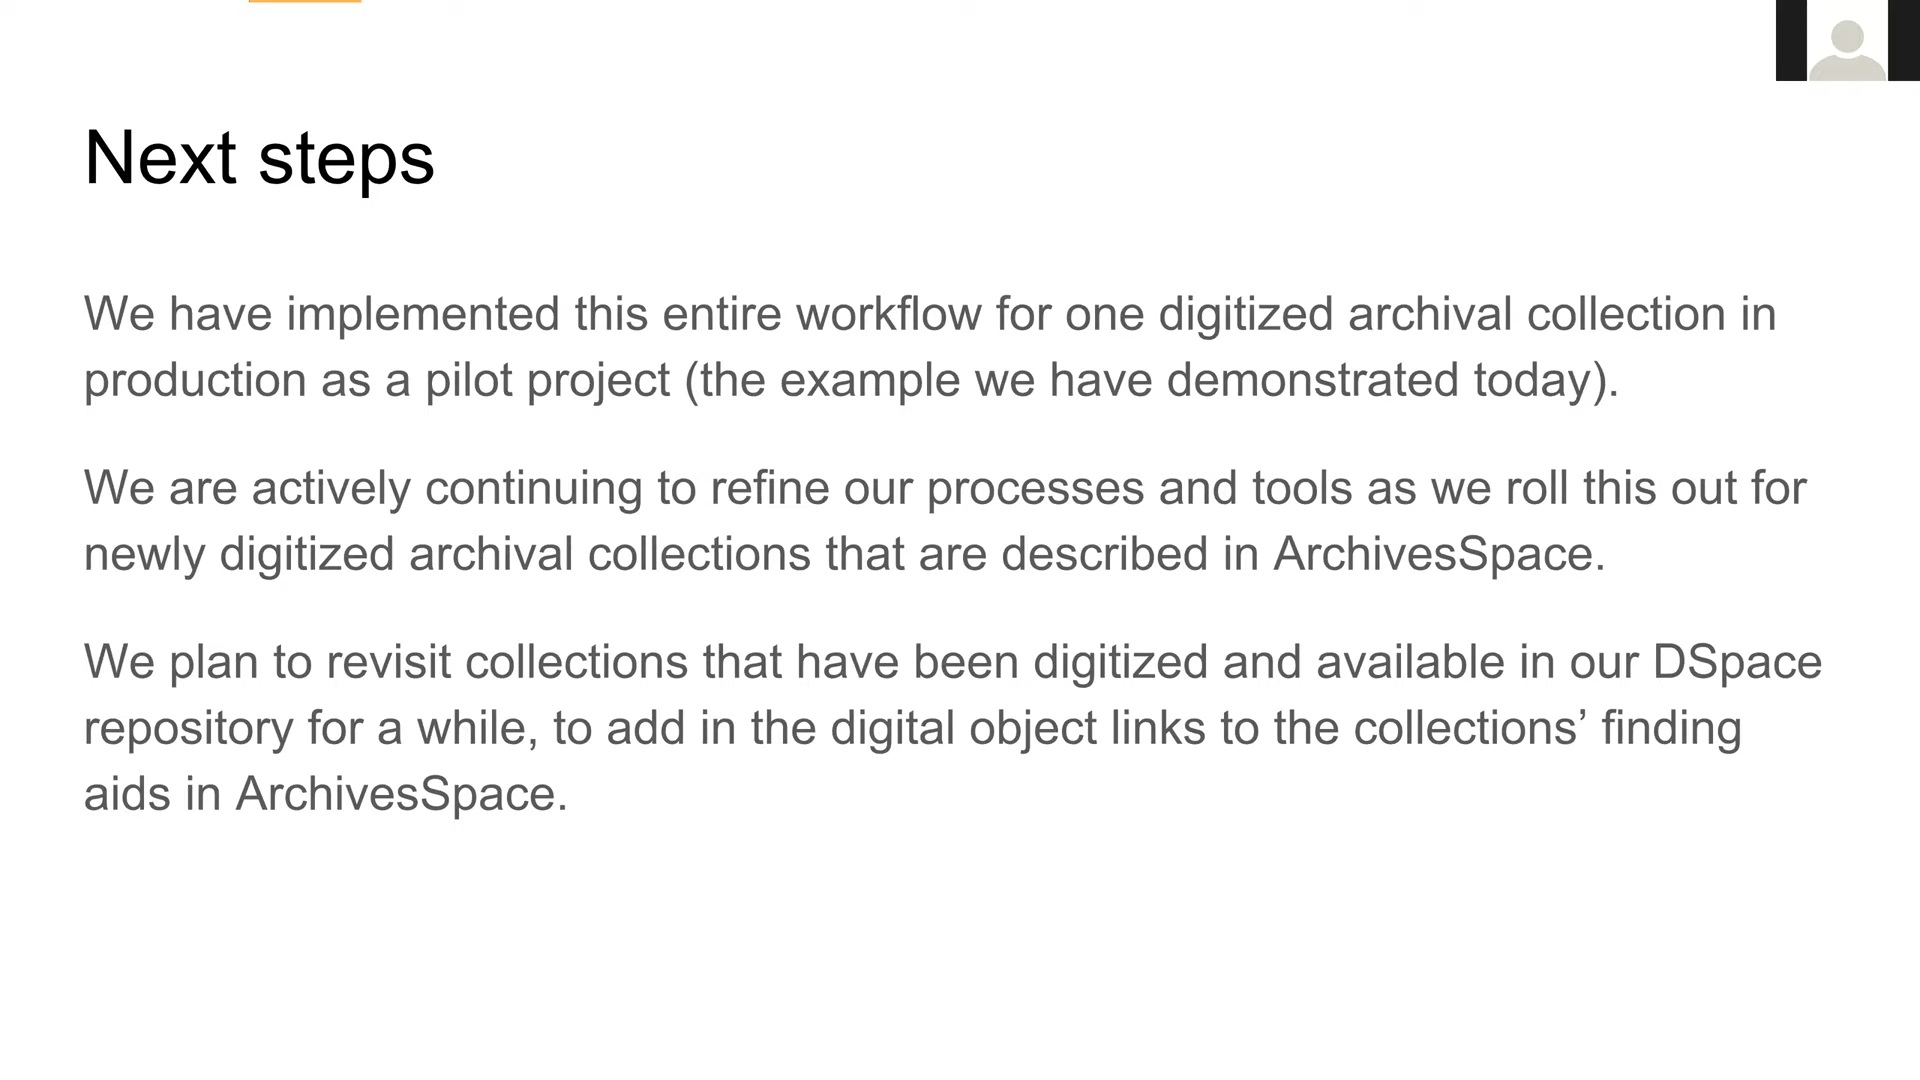 Next steps
We have implemented this entire workflow for one digitized archival collection in
production as a pilot project (the example we have demonstrated today).
We are actively continuing to refine our processes and tools as we roll this out for
newly digitized archival collections that are described in ArchivesSpace.
We plan to revisit collections that have been digitized and available in our DSpace
repository for a while, to add in the digital object links to the collections’ finding
aids in ArchivesSpace.